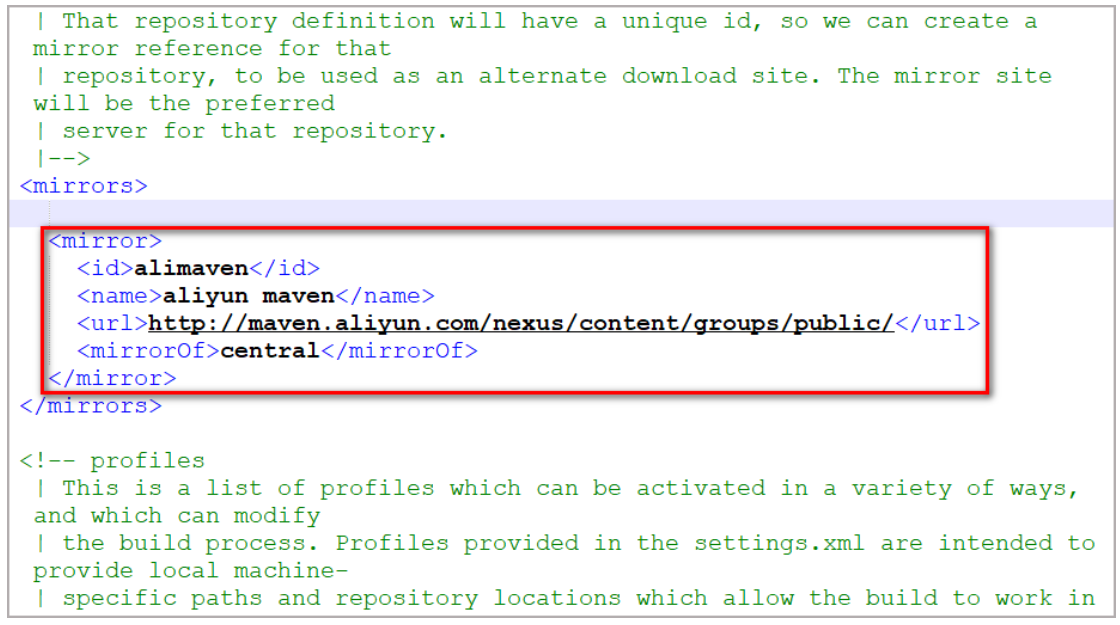 | That repository definition will have a unique id, so we can create a
mirror reference for that
| repository, to be used as an alternate download site. The mirror site
will be the preferred
| server for that repository.
|-->
<mirrors>
<mirror>
<id>alimaven</id>
<name>aliyun maven</name>
<url>http://maven.aliyun.com/nexus/content/groups/public/</url>
<mirrorOf>central</mirrorOf>
</mirror>
</mirrors>
<!-- profiles
| This is a list of profiles which can be activated in a variety of ways,
and which can modify
| the build process. Profiles provided in the settings.xml are intended to
provide local machine-
| specific paths and repository locations which allow the build to work in